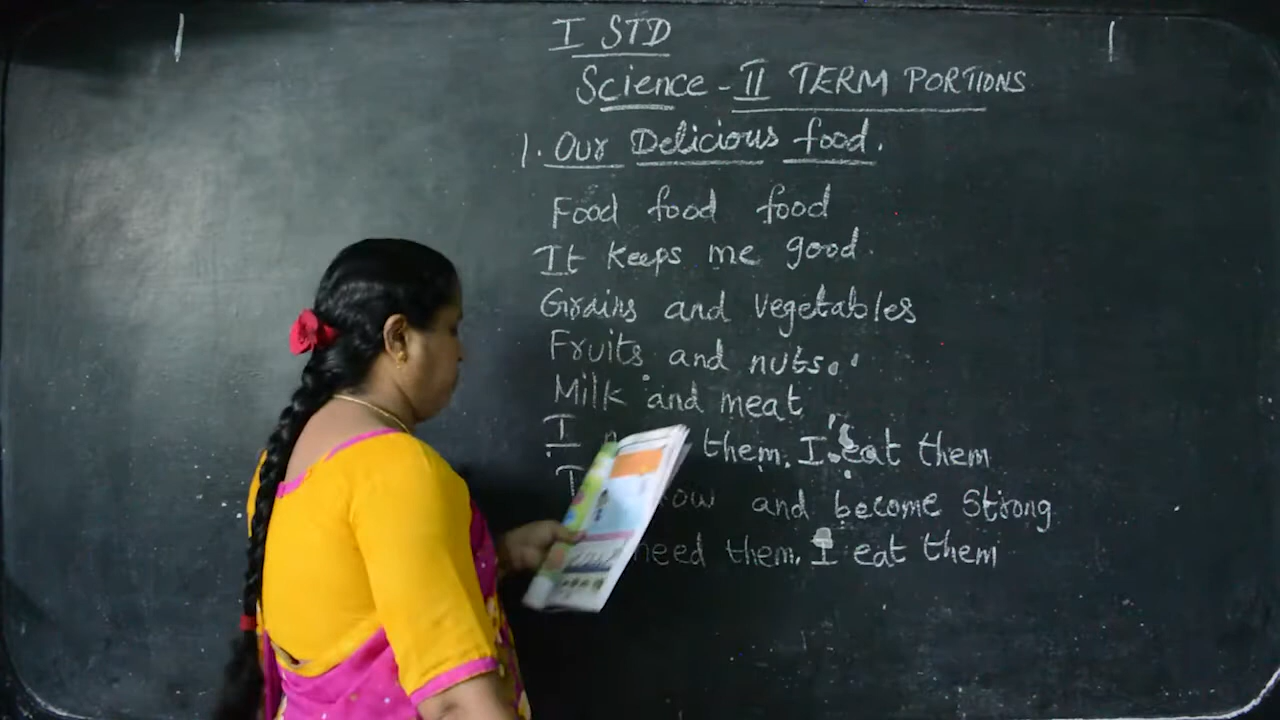 I STD
Science - II TERM PORTIONS
1. Our Delicious food.
Food food food
It keeps me good.
Grains and vegetables
Fruits and nuts.
Milk and meat
I them. I eat them
and become Strong
need them. I eat them